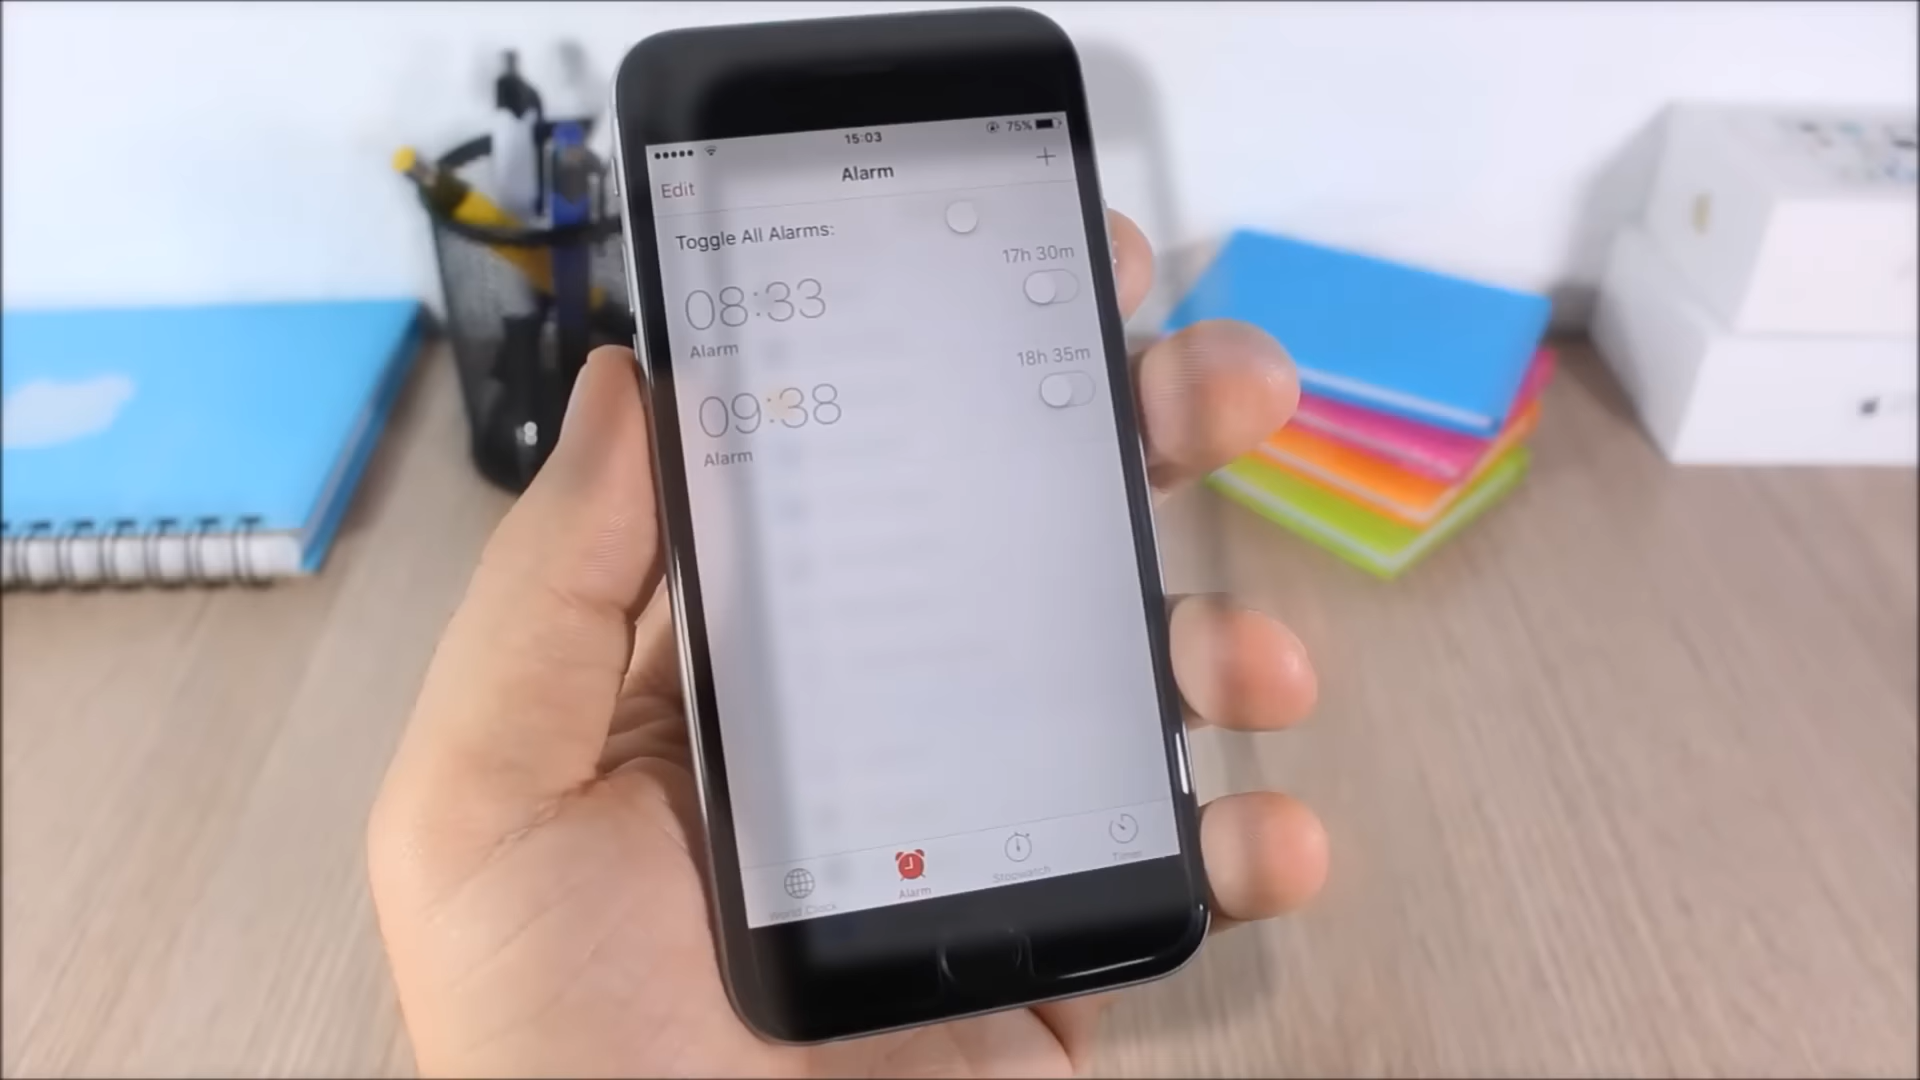 15:03
75%
Edit
Alarm
+
Toggle All Alarms:
17h 30m
08:33
Alarm
18h 35m
09:38
Alarm
World Clock
Alarm
Stopwatch
Timer